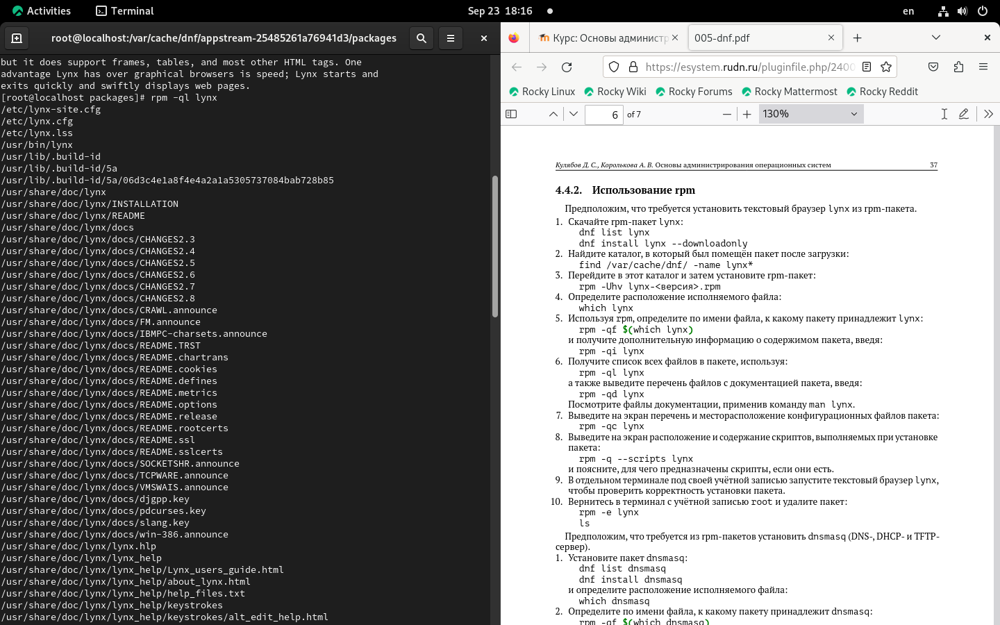 Activities
Terminal
Sep 23 18:16
en
root@localhost:/var/cache/dnf/appstream-25485261a76941d3/packages
but it does support frames, tables, and most other HTML tags. One
advantage Lynx has over graphical browsers is speed; Lynx starts and
exits quickly and swiftly displays web pages.
[root@localhost packages]# rpm -ql lynx
/etc/lynx-site.cfg
/etc/lynx.cfg
/etc/lynx.lss
/usr/bin/lynx
/usr/lib/.build-id
/usr/lib/.build-id/5a
/usr/lib/.build-id/5a/06d3c4e1a8f4e4a2a1a5305737084bab728b85
/usr/share/doc/lynx
/usr/share/doc/lynx/INSTALLATION
/usr/share/doc/lynx/README
/usr/share/doc/lynx/docs
/usr/share/doc/lynx/docs/CHANGES2.3
/usr/share/doc/lynx/docs/CHANGES2.4
/usr/share/doc/lynx/docs/CHANGES2.5
/usr/share/doc/lynx/docs/CHANGES2.6
/usr/share/doc/lynx/docs/CHANGES2.7
/usr/share/doc/lynx/docs/CHANGES2.8
/usr/share/doc/lynx/docs/CRAWL.announce
/usr/share/doc/lynx/docs/FM.announce
/usr/share/doc/lynx/docs/IBMPC-charsets.announce
/usr/share/doc/lynx/docs/README.TRST
/usr/share/doc/lynx/docs/README.chartrans
/usr/share/doc/lynx/docs/README.cookies
/usr/share/doc/lynx/docs/README.defines
/usr/share/doc/lynx/docs/README.metrics
/usr/share/doc/lynx/docs/README.options
/usr/share/doc/lynx/docs/README.release
/usr/share/doc/lynx/docs/README.rootcerts
/usr/share/doc/lynx/docs/README.ssl
/usr/share/doc/lynx/docs/README.sslcerts
/usr/share/doc/lynx/docs/SOCKETSHR.announce
/usr/share/doc/lynx/docs/TCPWARE.announce
/usr/share/doc/lynx/docs/VMSWAIS.announce
/usr/share/doc/lynx/docs/djgpp.key
/usr/share/doc/lynx/docs/pdcurses.key
/usr/share/doc/lynx/docs/slang.key
/usr/share/doc/lynx/docs/win-386.announce
/usr/share/doc/lynx/lynx.hlp
/usr/share/doc/lynx/lynx_help
/usr/share/doc/lynx/lynx_help/Lynx_users_guide.html
/usr/share/doc/lynx/lynx_help/about_lynx.html
/usr/share/doc/lynx/lynx_help/help_files.txt
/usr/share/doc/lynx/lynx_help/keystrokes
/usr/share/doc/lynx/lynx_help/keystrokes/alt_edit_help.html
Курс: Основы администр
005-dnf.pdf
https://esystem.rudn.ru/pluginfile.php/2400
Rocky Linux Rocky Wiki Rocky Forums Rocky Mattermost Rocky Reddit
6 of 7
130%
Кулябов Д. С., Королькова А. В. Основы администрирования операционных систем 37
4.4.2. Использование rpm
Предположим, что требуется установить текстовый браузер lynx из rpm-пакета.
1. Скачайте rpm-пакет lynx:
dnf list lynx
dnf install lynx --downloadonly
2. Найдите каталог, в который был помещён пакет после загрузки:
find /var/cache/dnf/ -name lynx*
3. Перейдите в этот каталог и затем установите rpm-пакет:
rpm -Uhv lynx-<версия>.rpm
4. Определите расположение исполняемого файла:
which lynx
5. Используя rpm, определите по имени файла, к какому пакету принадлежит lynx:
rpm -qf $(which lynx)
и получите дополнительную информацию о содержимом пакета, введя:
rpm -qi lynx
6. Получите список всех файлов в пакете, используя:
rpm -ql lynx
а также выведите перечень файлов с документацией пакета, введя:
rpm -qd lynx
Посмотрите файлы документации, применив команду man lynx.
7. Выведите на экран перечень и месторасположение конфигурационных файлов пакета:
rpm -qc lynx
8. Выведите на экран расположение и содержание скриптов, выполняемых при установке
пакета:
rpm -q --scripts lynx
и поясните, для чего предназначены скрипты, если они есть.
9. В отдельном терминале под своей учётной записью запустите текстовый браузер lynx,
чтобы проверить корректность установки пакета.
10. Вернитесь в терминал с учётной записью root и удалите пакет:
rpm -e lynx
ls
Предположим, что требуется из rpm-пакетов установить dnsmasq (DNS-, DHCP- и TFTP-
сервер).
1. Установите пакет dnsmasq:
dnf list dnsmasq
dnf install dnsmasq
и определите расположение исполняемого файла:
which dnsmasq
2. Определите по имени файла, к какому пакету принадлежит dnsmasq:
rpm -qf $(which dnsmasq)